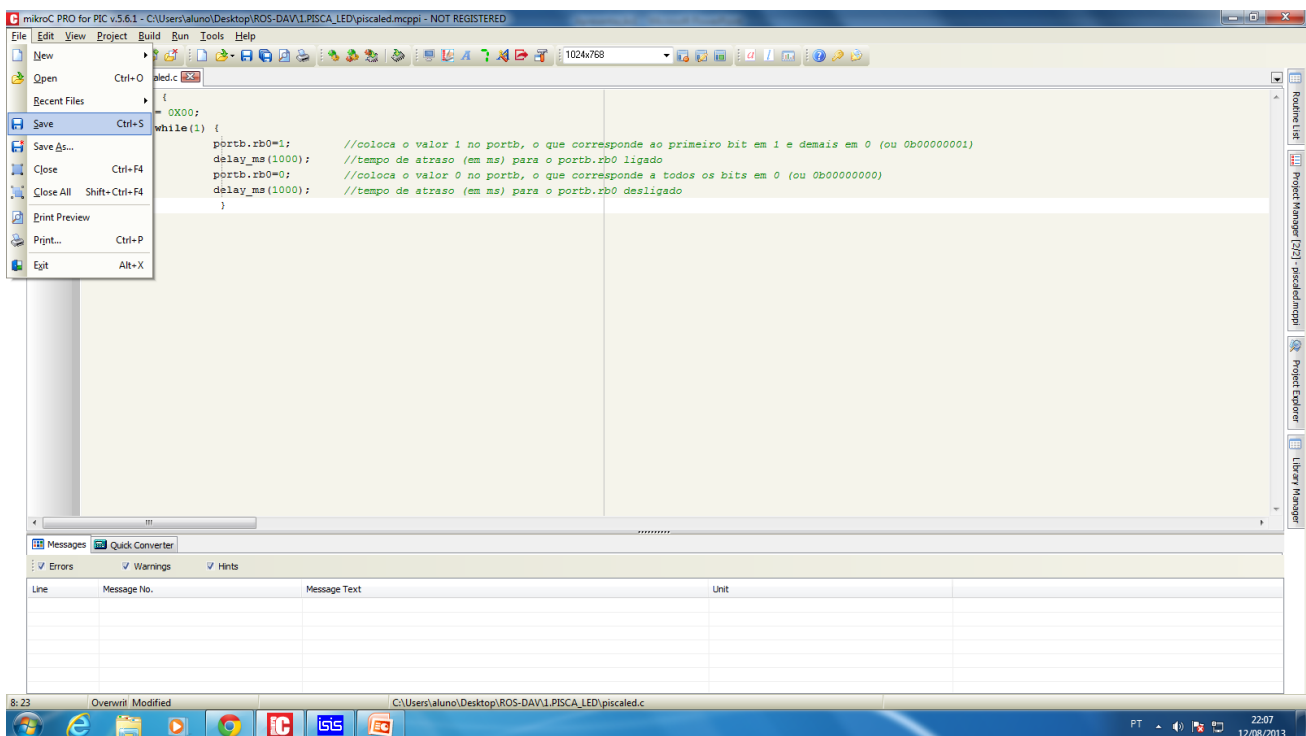 mikroC PRO for PIC v.5.6.1 - C:\Users\aluno\Desktop\ROS-DAV\1.PISCA_LED\piscaled.mcppi - NOT REGISTERED
File Edit View Project Build Run Tools Help
1024x768
New
Open Ctrl+O
Recent Files
Save Ctrl+S
Save As...
Close Ctrl+F4
Close All Shift+Ctrl+F4
Print Preview
Print... Ctrl+P
Exit Alt+X
aled.c
{
= 0X00;
while(1) {
portb.rb0=1; //coloca o valor 1 no portb, o que corresponde ao primeiro bit em 1 e demais em 0 (ou 0b00000001)
delay_ms(1000); //tempo de atraso (em ms) para o portb.rb0 ligado
portb.rb0=0; //coloca o valor 0 no portb, o que corresponde a todos os bits em 0 (ou 0b00000000)
delay_ms(1000); //tempo de atraso (em ms) para o portb.rb0 desligado
}
Routine List
Project Manager [2/2] - piscaled.mcppi
Project Explorer
Library Manager
Messages Quick Converter
Errors Warnings Hints
Line Message No. Message Text Unit
8: 23 Overwrit Modified C:\Users\aluno\Desktop\ROS-DAV\1.PISCA_LED\piscaled.c
isis
PT 22:07
12/08/2013